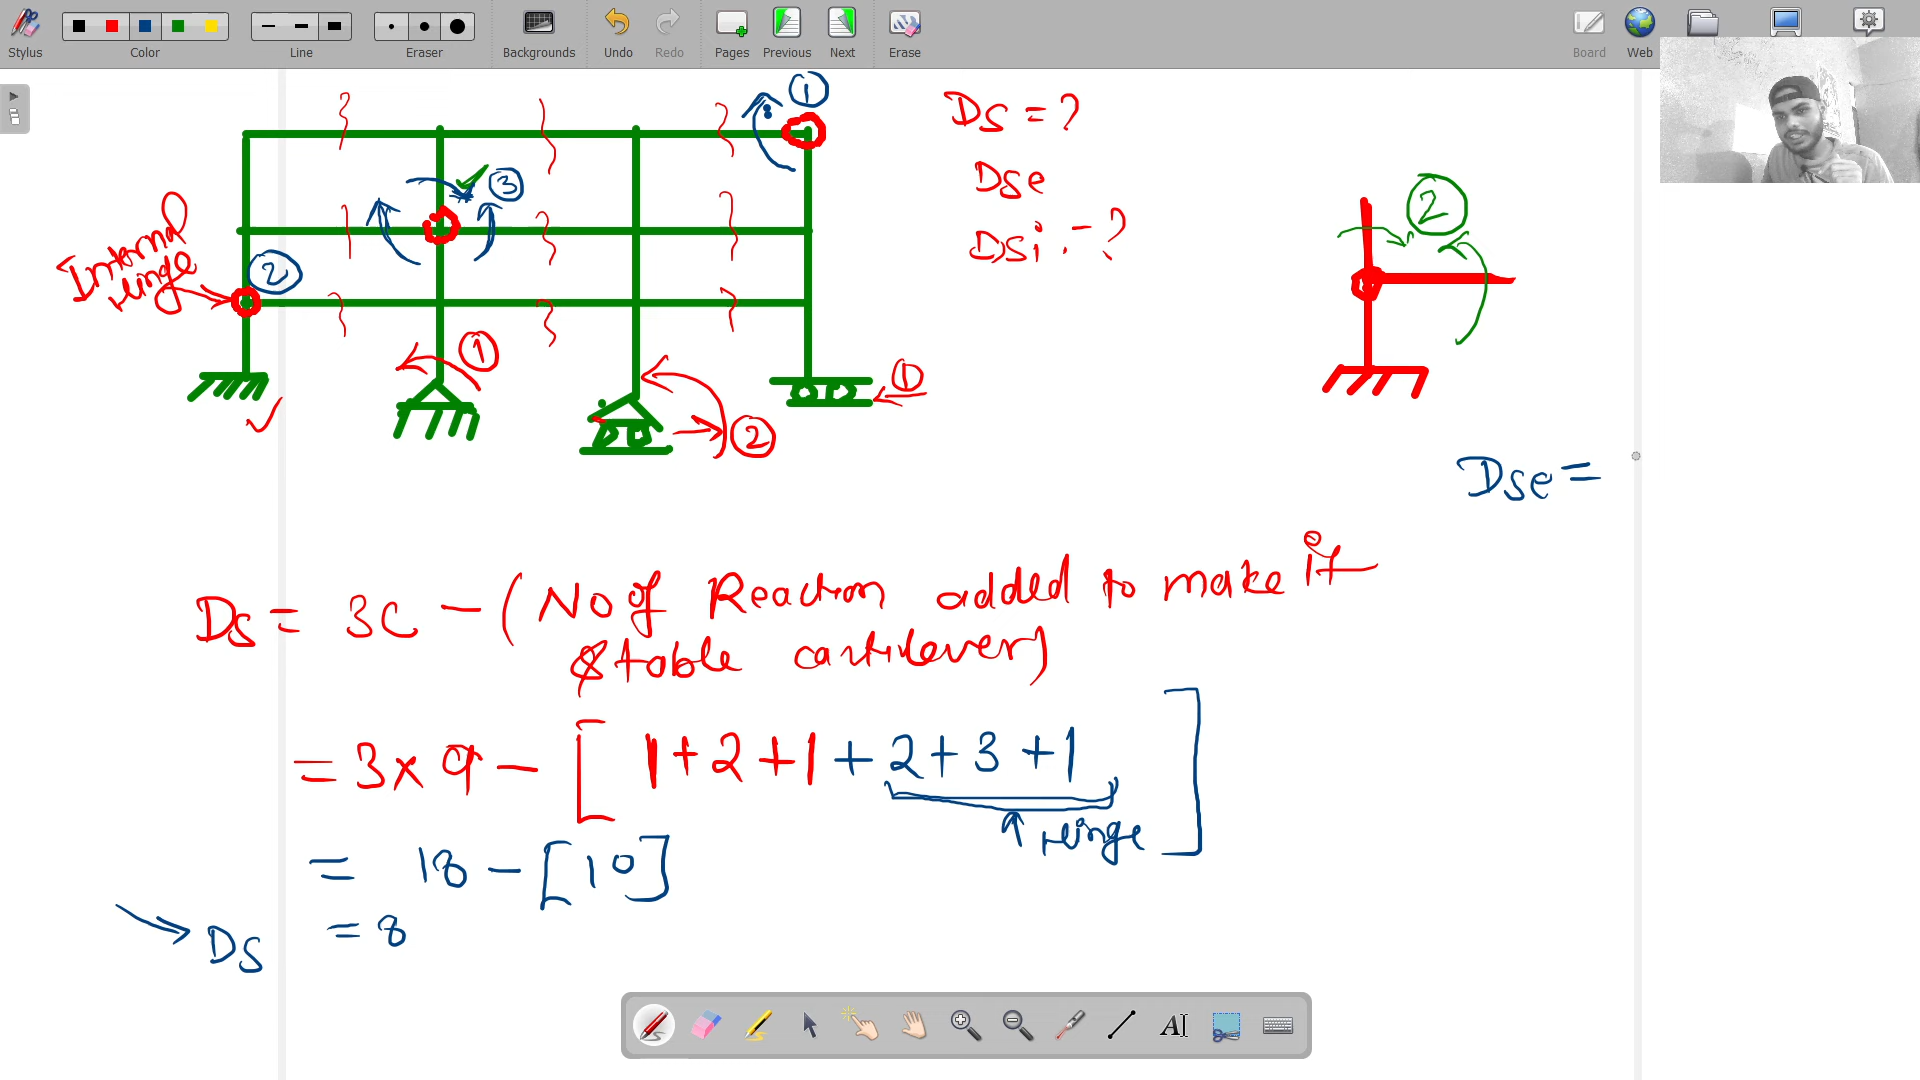 Stylus
Color
Line
Eraser
Backgrounds
Undo
Redo
Pages
Previous
Next
Erase
Board
Web
1
Ds = ?
Dse
Dsi = ?
3
2
Internal
Hinge
2
1
1
2
Dse =
Ds = 3C - (No of Reaction added to make it
stable cantilever)
= 3 x 9 - [ 1+2+1+2+3+1 ]
Hinge
= 18 - [10]
Ds = 8